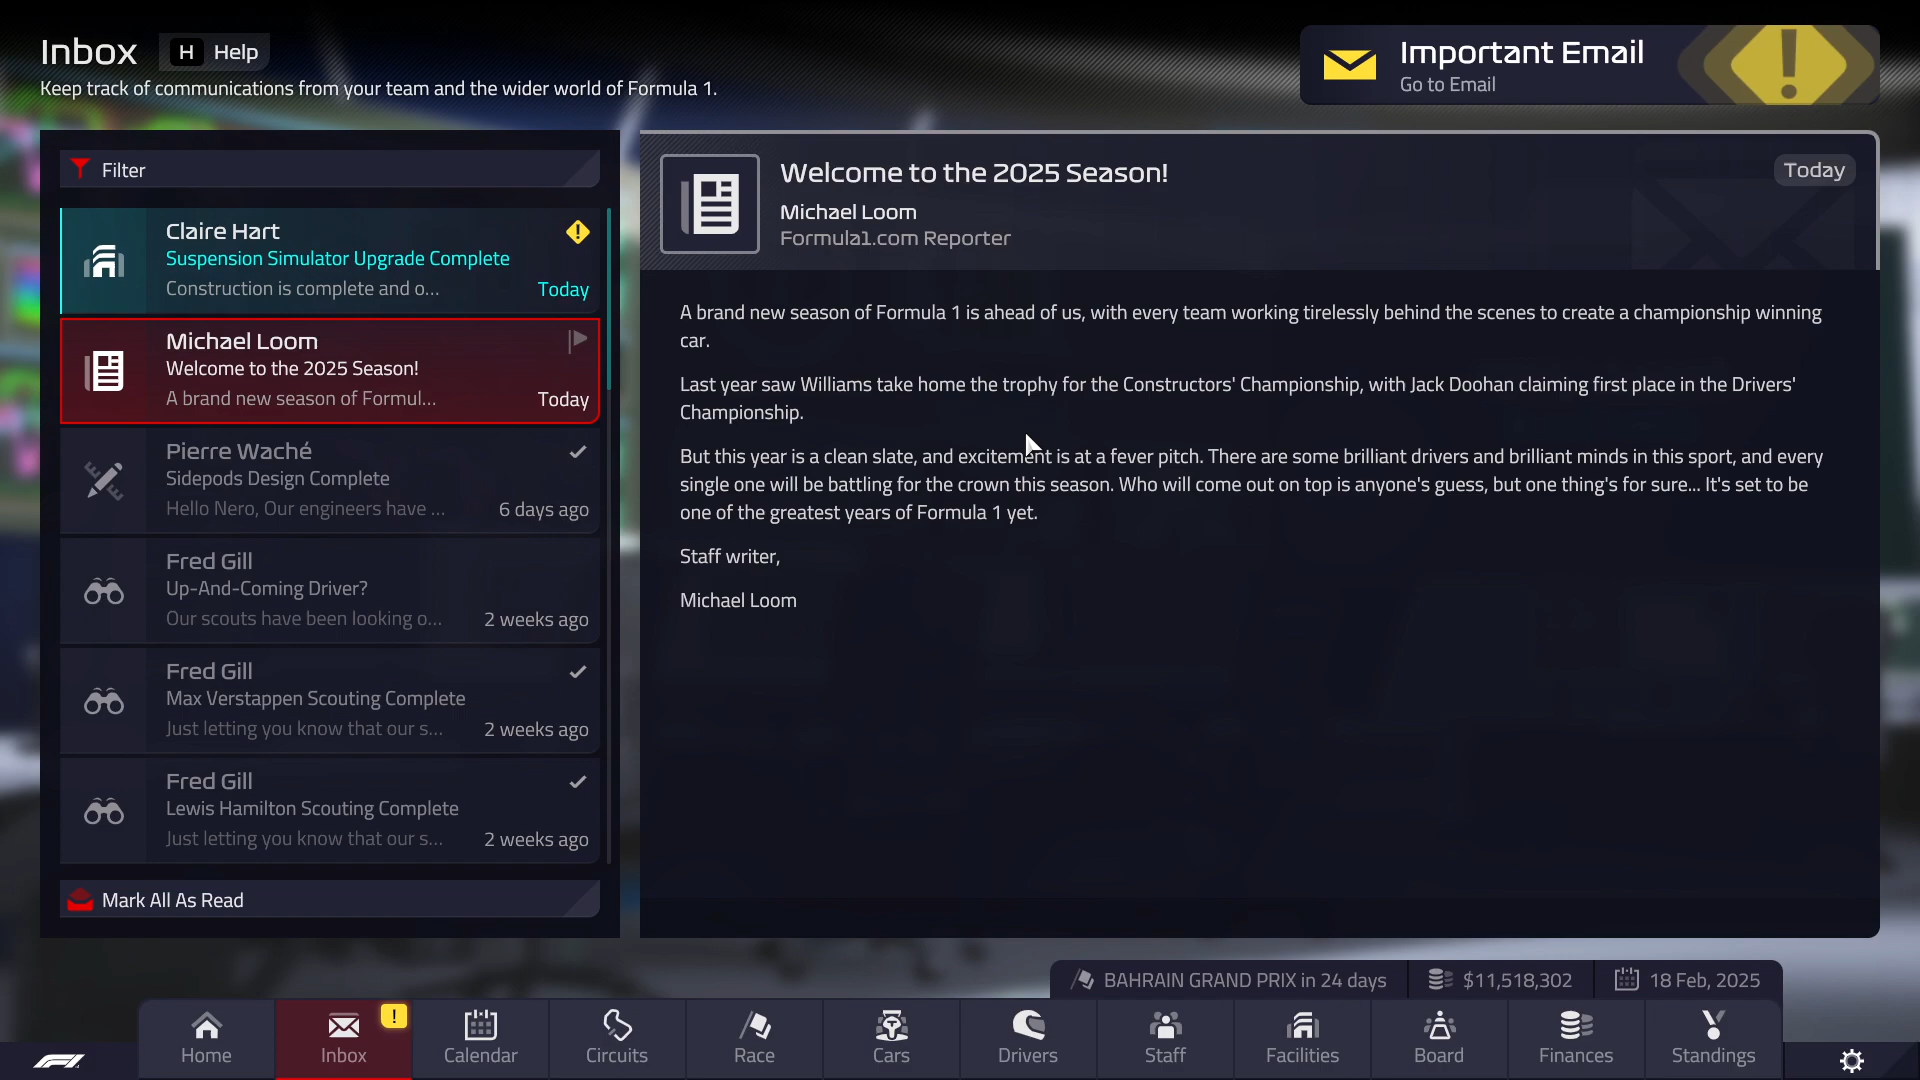 Inbox
H Help
Keep track of communications from your team and the wider world of Formula 1.
Important Email
Go to Email
Filter
Claire Hart
Suspension Simulator Upgrade Complete
Construction is complete and o...
Today
Michael Loom
Welcome to the 2025 Season!
A brand new season of Formul...
Today
Pierre Waché
Sidepods Design Complete
Hello Nero, Our engineers have ...
6 days ago
Fred Gill
Up-And-Coming Driver?
Our scouts have been looking o...
2 weeks ago
Fred Gill
Max Verstappen Scouting Complete
Just letting you know that our s...
2 weeks ago
Fred Gill
Lewis Hamilton Scouting Complete
Just letting you know that our s...
2 weeks ago
Mark All As Read
Welcome to the 2025 Season!
Today
Michael Loom
Formula1.com Reporter
A brand new season of Formula 1 is ahead of us, with every team working tirelessly behind the scenes to create a championship winning
car.
Last year saw Williams take home the trophy for the Constructors' Championship, with Jack Doohan claiming first place in the Drivers'
Championship.
But this year is a clean slate, and excitement is at a fever pitch. There are some brilliant drivers and brilliant minds in this sport, and every
single one will be battling for the crown this season. Who will come out on top is anyone's guess, but one thing's for sure... It's set to be
one of the greatest years of Formula 1 yet.
Staff writer,
Michael Loom
BAHRAIN GRAND PRIX in 24 days
$11,518,302
18 Feb, 2025
Home
Inbox
Calendar
Circuits
Race
Cars
Drivers
Staff
Facilities
Board
Finances
Standings